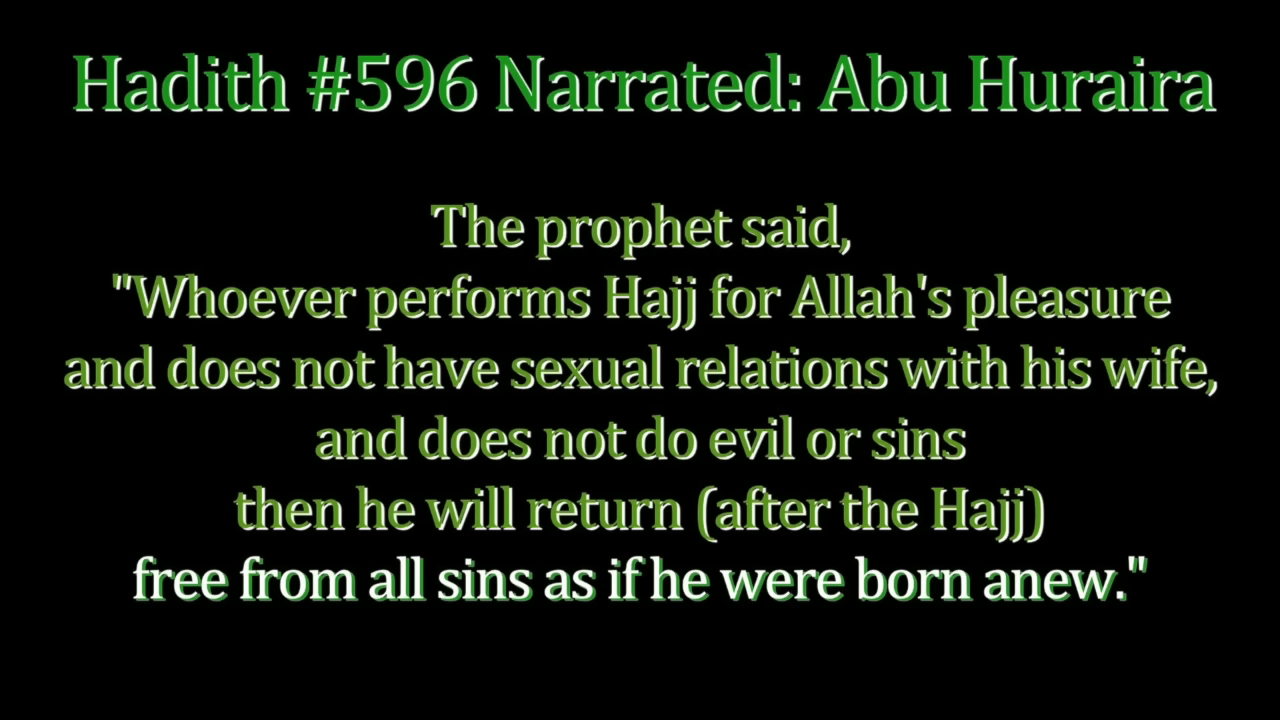 Hadith #596 Narrated: Abu Huraira
The prophet said,
"Whoever performs Hajj for Allah's pleasure
and does not have sexual relations with his wife,
and does not do evil or sins
then he will return (after the Hajj)
free from all sins as if he were born anew."